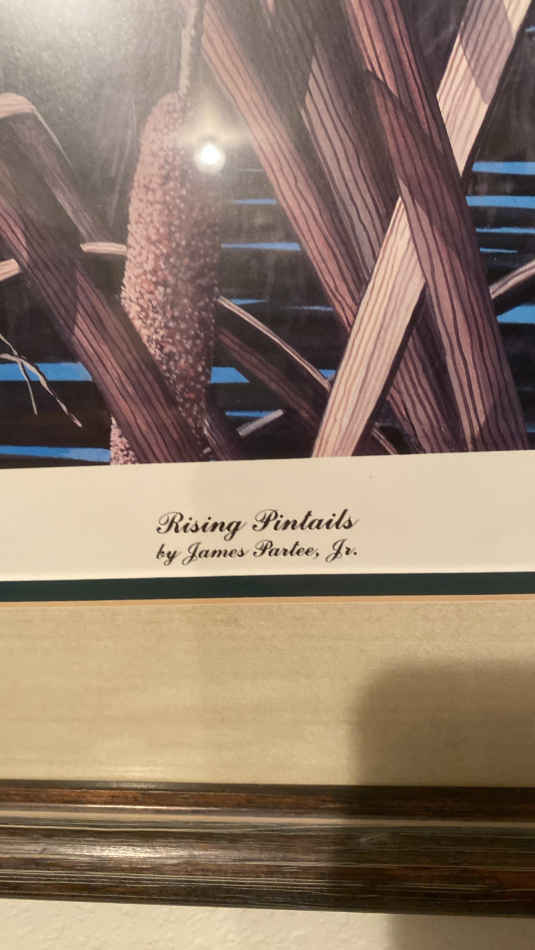 Rising Pintails
by James Partee, Jr.